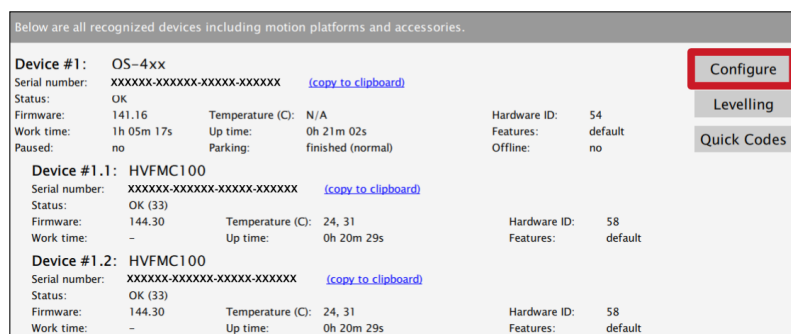 Below are all recognized devices including motion platforms and accessories.
Device #1: OS-4xx
Configure
Serial number: XXXXXX-XXXXXX-XXXXX-XXXXXX (copy to clipboard)
Status: OK
Levelling
Firmware: 141.16 Temperature (C): N/A Hardware ID: 54
Work time: 1h 05m 17s Up time: 0h 21m 02s Features: default
Quick Codes
Paused: no Parking: finished (normal) Offline: no
Device #1.1: HVFMC100
Serial number: XXXXXX-XXXXXX-XXXXX-XXXXXX (copy to clipboard)
Status: OK (33)
Firmware: 144.30 Temperature (C): 24, 31 Hardware ID: 58
Work time: – Up time: 0h 20m 29s Features: default
Device #1.2: HVFMC100
Serial number: XXXXXX-XXXXXX-XXXXX-XXXXXX (copy to clipboard)
Status: OK (33)
Firmware: 144.30 Temperature (C): 24, 31 Hardware ID: 58
Work time: – Up time: 0h 20m 29s Features: default